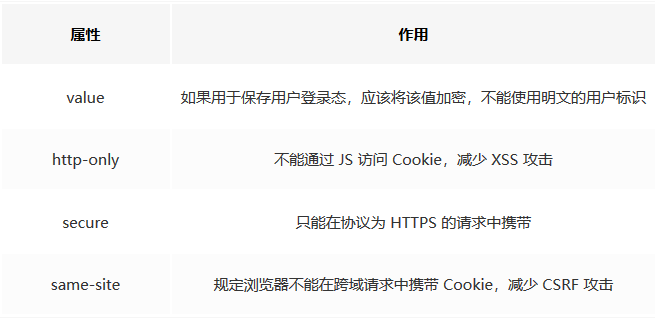 属性 作用
value 如果用于保存用户登录态，应该将该值加密，不能使用明文的用户标识
http-only 不能通过 JS 访问 Cookie，减少 XSS 攻击
secure 只能在协议为 HTTPS 的请求中携带
same-site 规定浏览器不能在跨域请求中携带 Cookie，减少 CSRF 攻击